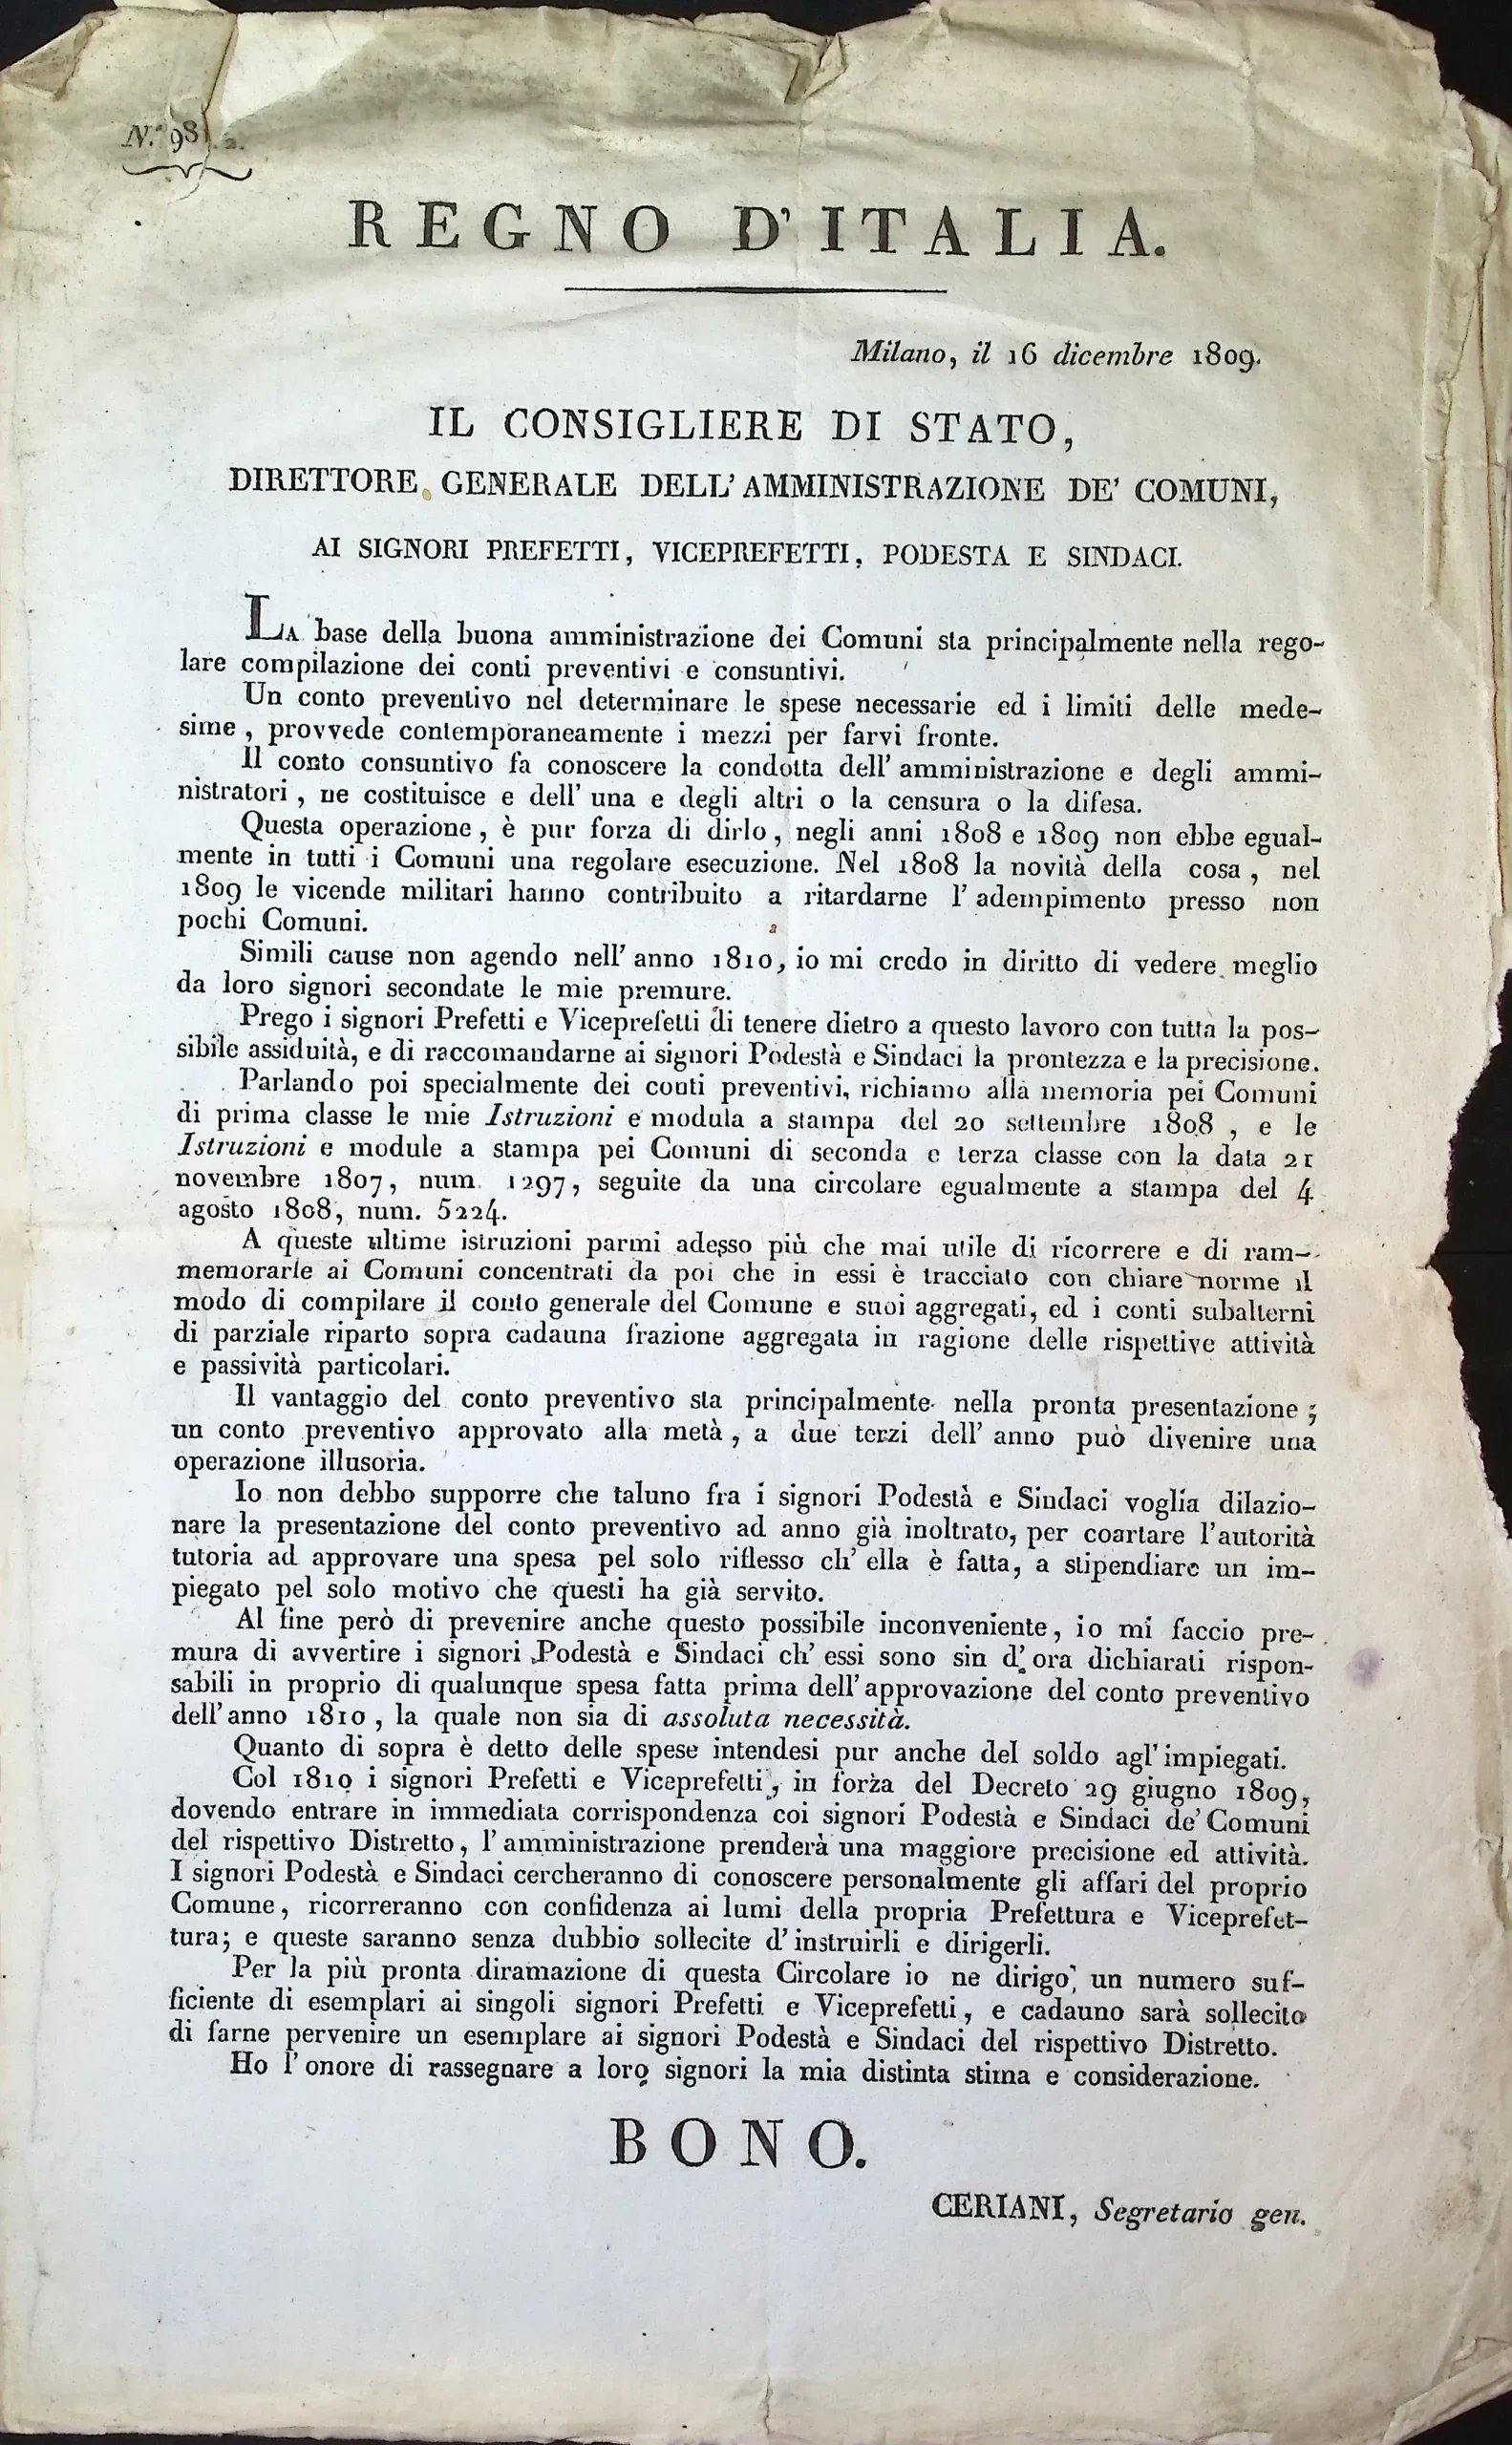 REGNO D'ITALIA.
Milano, il 16 dicembre 1809.
IL CONSIGLIERE DI STATO,
DIRETTORE GENERALE DELL'AMMINISTRAZIONE DE' COMUNI,
AI SIGNORI PREFETTI, VICEPREFETTI, PODESTA E SINDACI.
LA base della buona amministrazione dei Comuni sta principalmente nella rego-
lare compilazione dei conti preventivi e consuntivi.
Un conto preventivo nel determinare le spese necessarie ed i limiti delle mede-
sime, provvede contemporaneamente i mezzi per farvi fronte.
Il conto consuntivo fa conoscere la condotta dell'amministrazione e degli ammi-
nistratori, ne costituisce e dell'una e degli altri o la censura o la difesa.
Questa operazione, è pur forza di dirlo, negli anni 1808 e 1809 non ebbe egual-
mente in tutti i Comuni una regolare esecuzione. Nel 1808 la novità della cosa, nel
1809 le vicende militari hanno contribuito a ritardarne l'adempimento presso non
pochi Comuni.
Simili cause non agendo nell'anno 1810, io mi credo in diritto di vedere meglio
da loro signori secondate le mie premure.
Prego i signori Prefetti e Viceprefetti di tenere dietro a questo lavoro con tutta la pos-
sibile assiduità, e di raccomandarne ai signori Podestà e Sindaci la prontezza e la precisione.
Parlando poi specialmente dei conti preventivi, richiamo alla memoria pei Comuni
di prima classe le mie Istruzioni e modula a stampa del 20 settembre 1808, e le
Istruzioni e module a stampa pei Comuni di seconda e terza classe con la data 21
novembre 1807, num. 1297, seguite da una circolare egualmente a stampa del 4
agosto 1808, num. 5224.
A queste ultime istruzioni parmi adesso più che mai utile di ricorrere e di ram-
memorarle ai Comuni concentrati da poi che in essi è tracciato con chiare norme il
modo di compilare il conto generale del Comune e suoi aggregati, ed i conti subalterni
di parziale riparto sopra cadauna frazione aggregata in ragione delle rispettive attività
e passività particolari.
Il vantaggio del conto preventivo sta principalmente nella pronta presentazione;
un conto preventivo approvato alla metà, a due terzi dell'anno può divenire una
operazione illusoria.
Io non debbo supporre che taluno fra i signori Podestà e Sindaci voglia dilazio-
nare la presentazione del conto preventivo ad anno già inoltrato, per coartare l'autorità
tutoria ad approvare una spesa pel solo riflesso ch'ella è fatta, a stipendiare un im-
piegato pel solo motivo che questi ha già servito.
Al fine però di prevenire anche questo possibile inconveniente, io mi faccio pre-
mura di avvertire i signori Podestà e Sindaci ch'essi sono sin d'ora dichiarati rispon-
sabili in proprio di qualunque spesa fatta prima dell'approvazione del conto preventivo
dell'anno 1810, la quale non sia di assoluta necessità.
Quanto di sopra è detto delle spese intendesi pur anche del soldo agl'impiegati.
Col 1810 i signori Prefetti e Viceprefetti, in forza del Decreto 29 giugno 1809,
dovendo entrare in immediata corrispondenza coi signori Podestà e Sindaci de'Comuni
del rispettivo Distretto, l'amministrazione prenderà una maggiore precisione ed attività.
I signori Podestà e Sindaci cercheranno di conoscere personalmente gli affari del proprio
Comune, ricorreranno con confidenza ai lumi della propria Prefettura e Viceprefet-
tura; e queste saranno senza dubbio sollecite d'instruirli e dirigerli.
Per la più pronta diramazione di questa Circolare io ne dirigo un numero suf-
ficiente di esemplari ai singoli signori Prefetti e Viceprefetti, e cadauno sarà sollecito
di farne pervenire un esemplare ai signori Podestà e Sindaci del rispettivo Distretto.
Ho l'onore di rassegnare a loro signori la mia distinta stima e considerazione.
BONO.
CERIANI, Segretario gen.